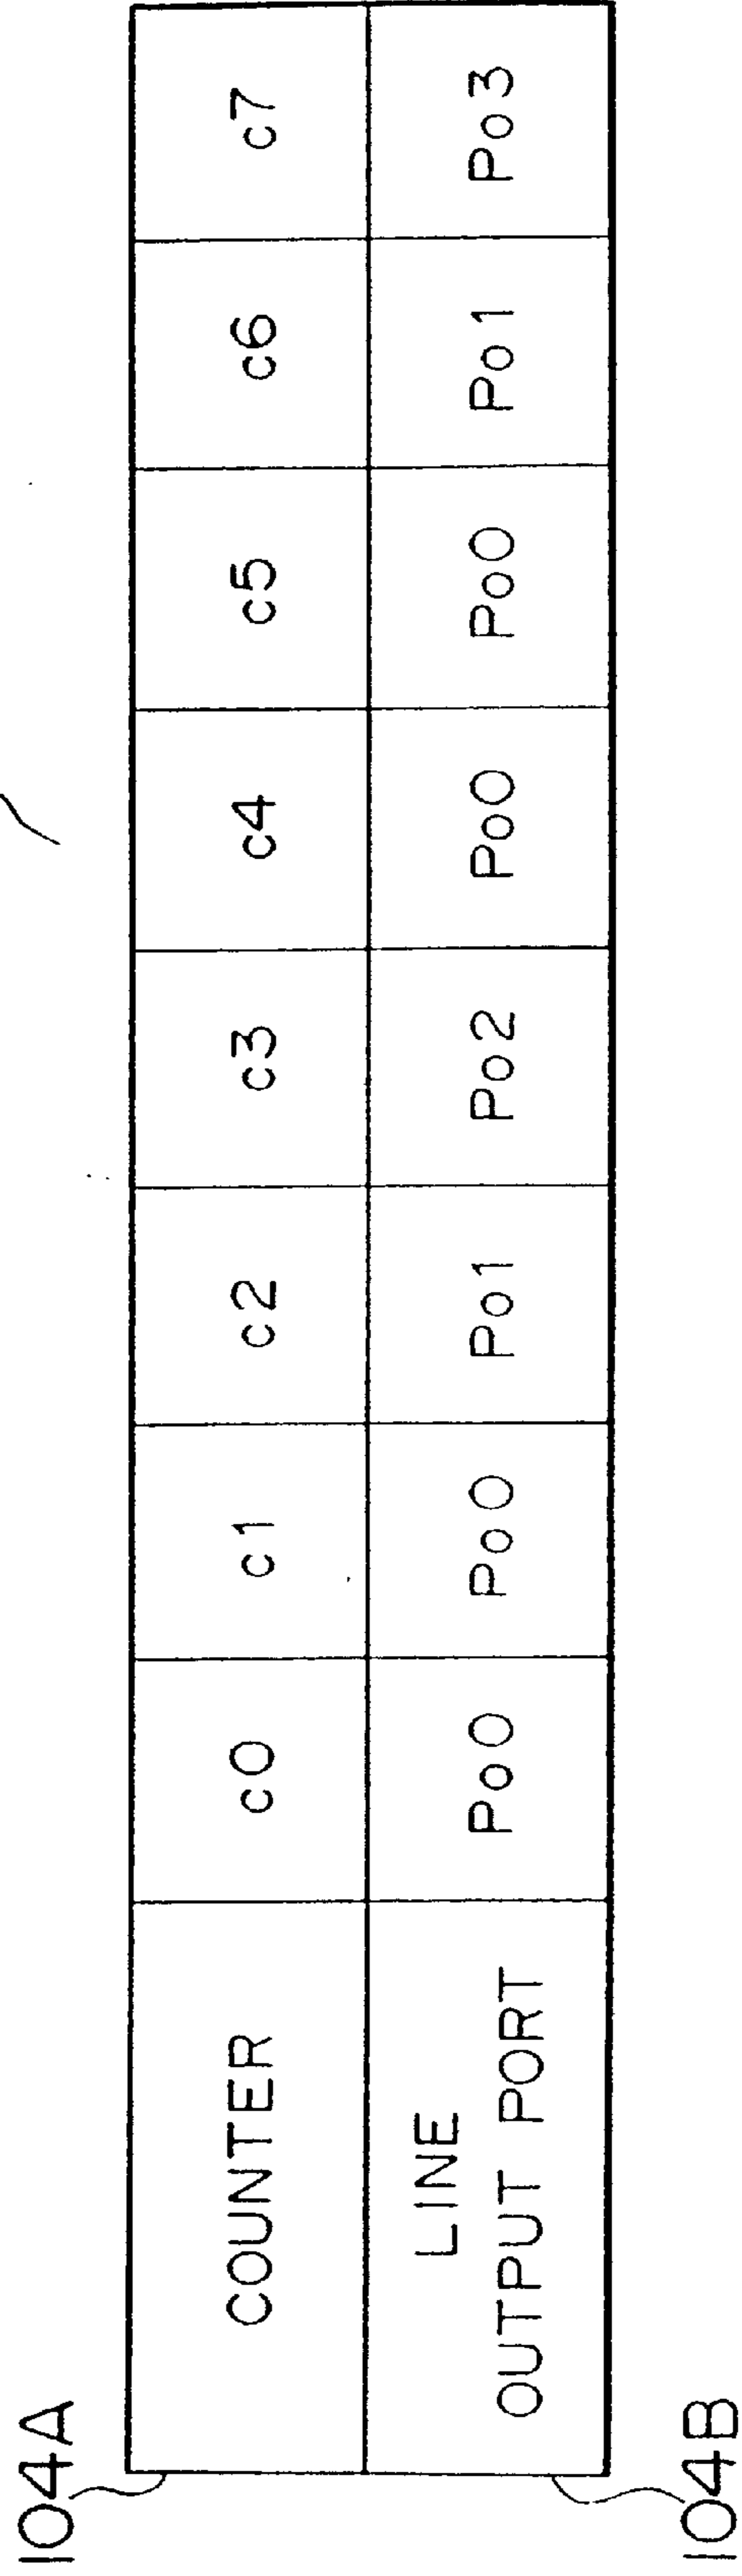 104A
COUNTER c0 c1 c2 c3 c4 c5 c6 c7
LINE
OUTPUT PORT Po0 Po0 Po1 Po2 Po0 Po0 Po1 Po3
104B